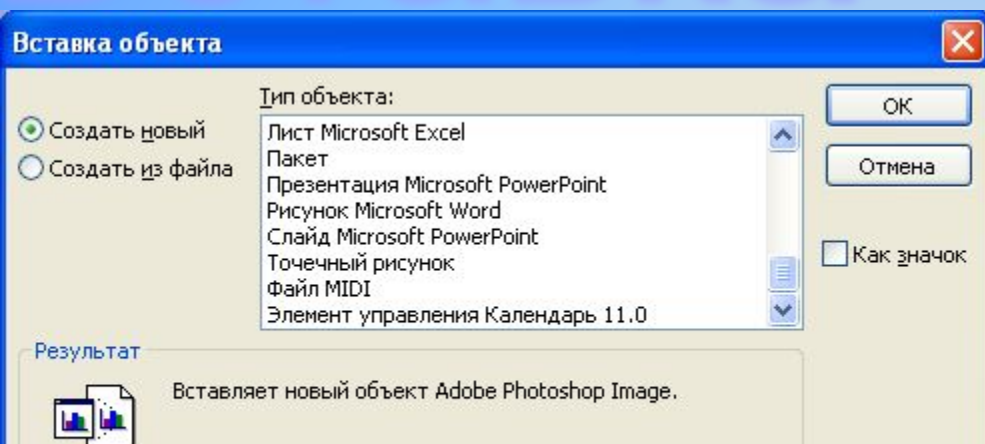 Вставка объекта
Тип объекта:
Создать новый
Создать из файла
Лист Microsoft Excel
Пакет
Презентация Microsoft PowerPoint
Рисунок Microsoft Word
Слайд Microsoft PowerPoint
Точечный рисунок
Файл MIDI
Элемент управления Календарь 11.0
ОК
Отмена
Как значок
Результат
Вставляет новый объект Adobe Photoshop Image.